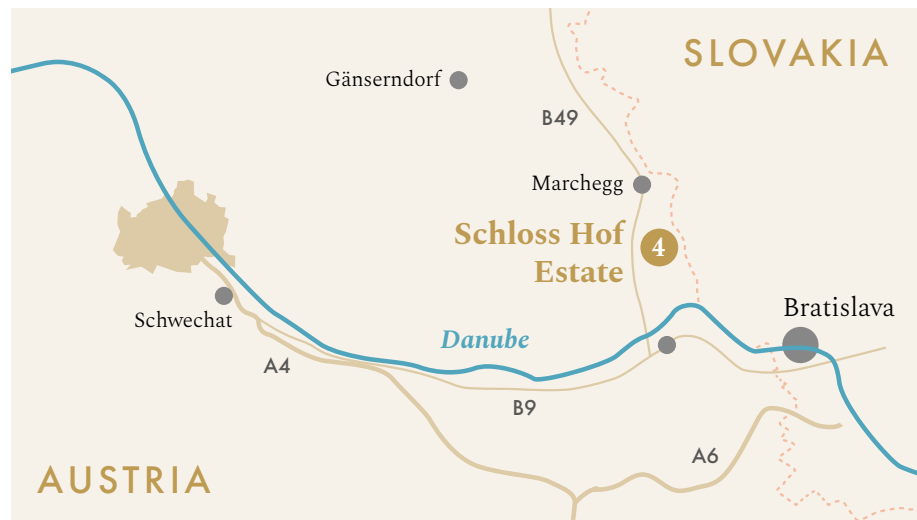 SLOVAKIA
Gänserndorf
B49
Marchegg
Schloss Hof
Estate
4
Bratislava
Schwechat
Danube
A4
B9
A6
AUSTRIA